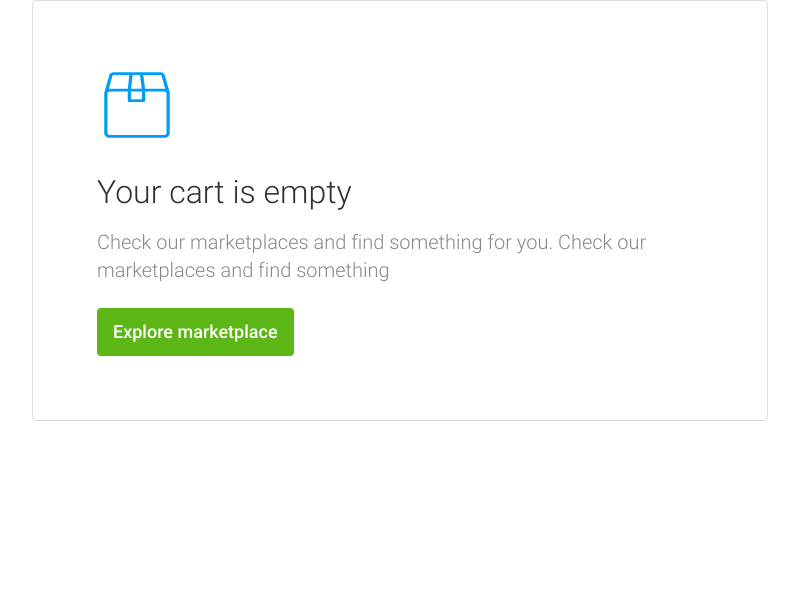 Your cart is empty
Check our marketplaces and find something for you. Check our
marketplaces and find something
Explore marketplace